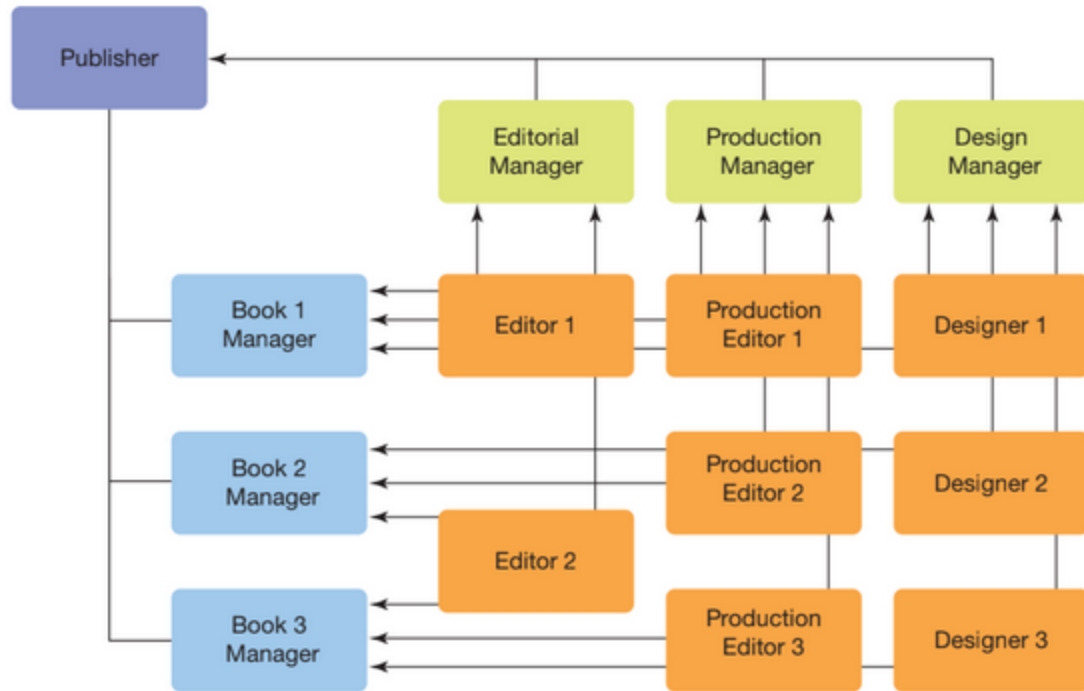 Publisher
Editorial
Manager
Production
Manager
Design
Manager
Book 1
Manager
Editor 1
Production
Editor 1
Designer 1
Book 2
Manager
Production
Editor 2
Designer 2
Editor 2
Book 3
Manager
Production
Editor 3
Designer 3